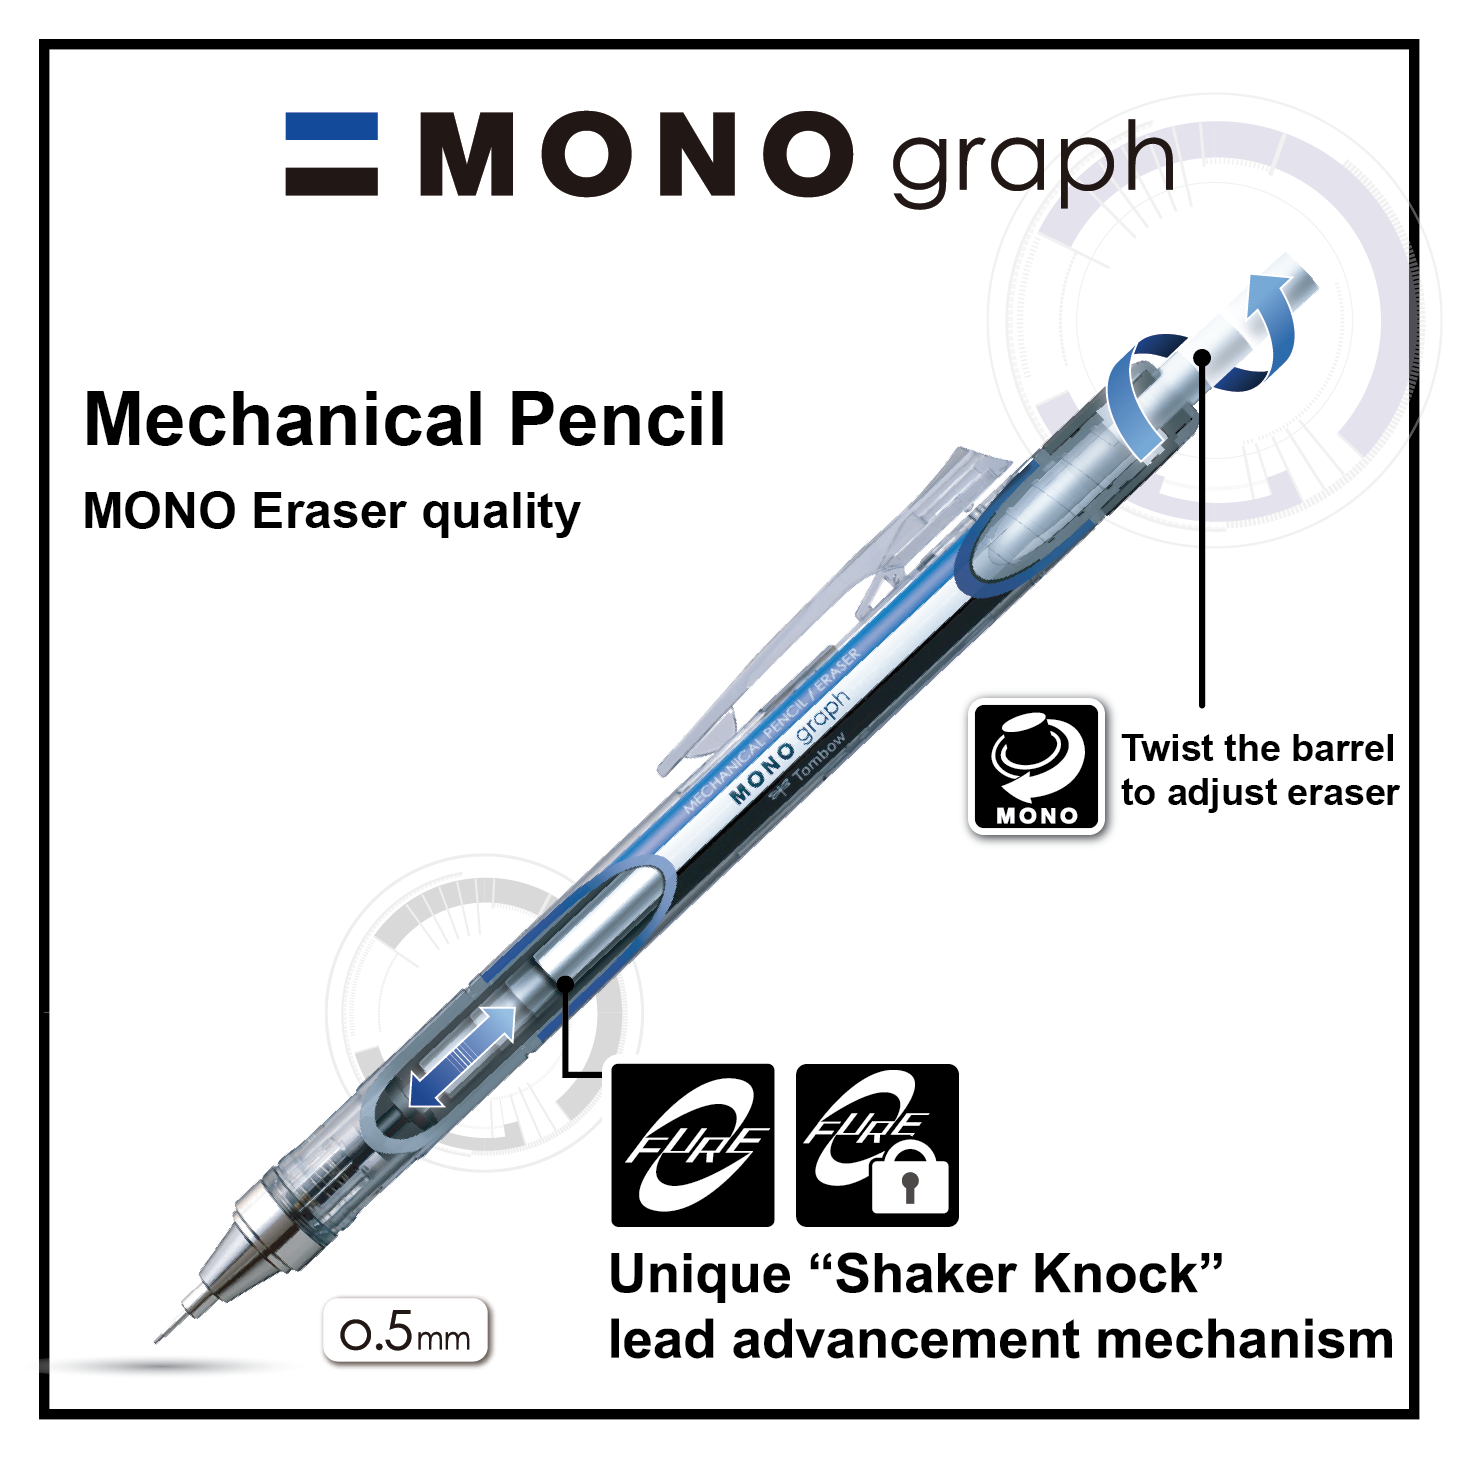 MONO graph
Mechanical Pencil
MONO Eraser quality
MECHANICAL PENCIL / ERASER
MONO graph
Tombow
MONO
Twist the barrel
to adjust eraser
FURE
FURE
Unique “Shaker Knock”
lead advancement mechanism
0.5mm